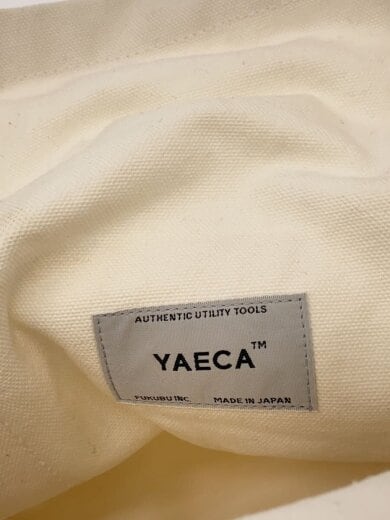 AUTHENTIC UTILITY TOOLS
YAECA™
FUKUBU INC. MADE IN JAPAN